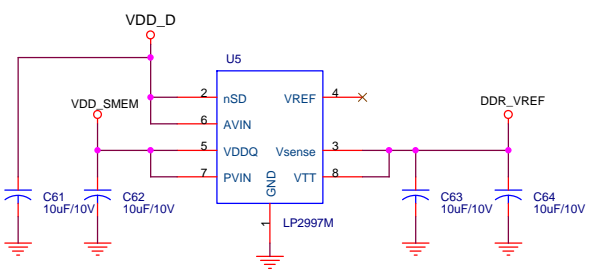 VDD_D
U5
2 nSD VREF 4
VDD_SMEM DDR_VREF
6 AVIN
5 VDDQ Vsense 3
7 PVIN VTT 8
GND
1
C61 C62 C63 C64
10uF/10V 10uF/10V 10uF/10V 10uF/10V
LP2997M